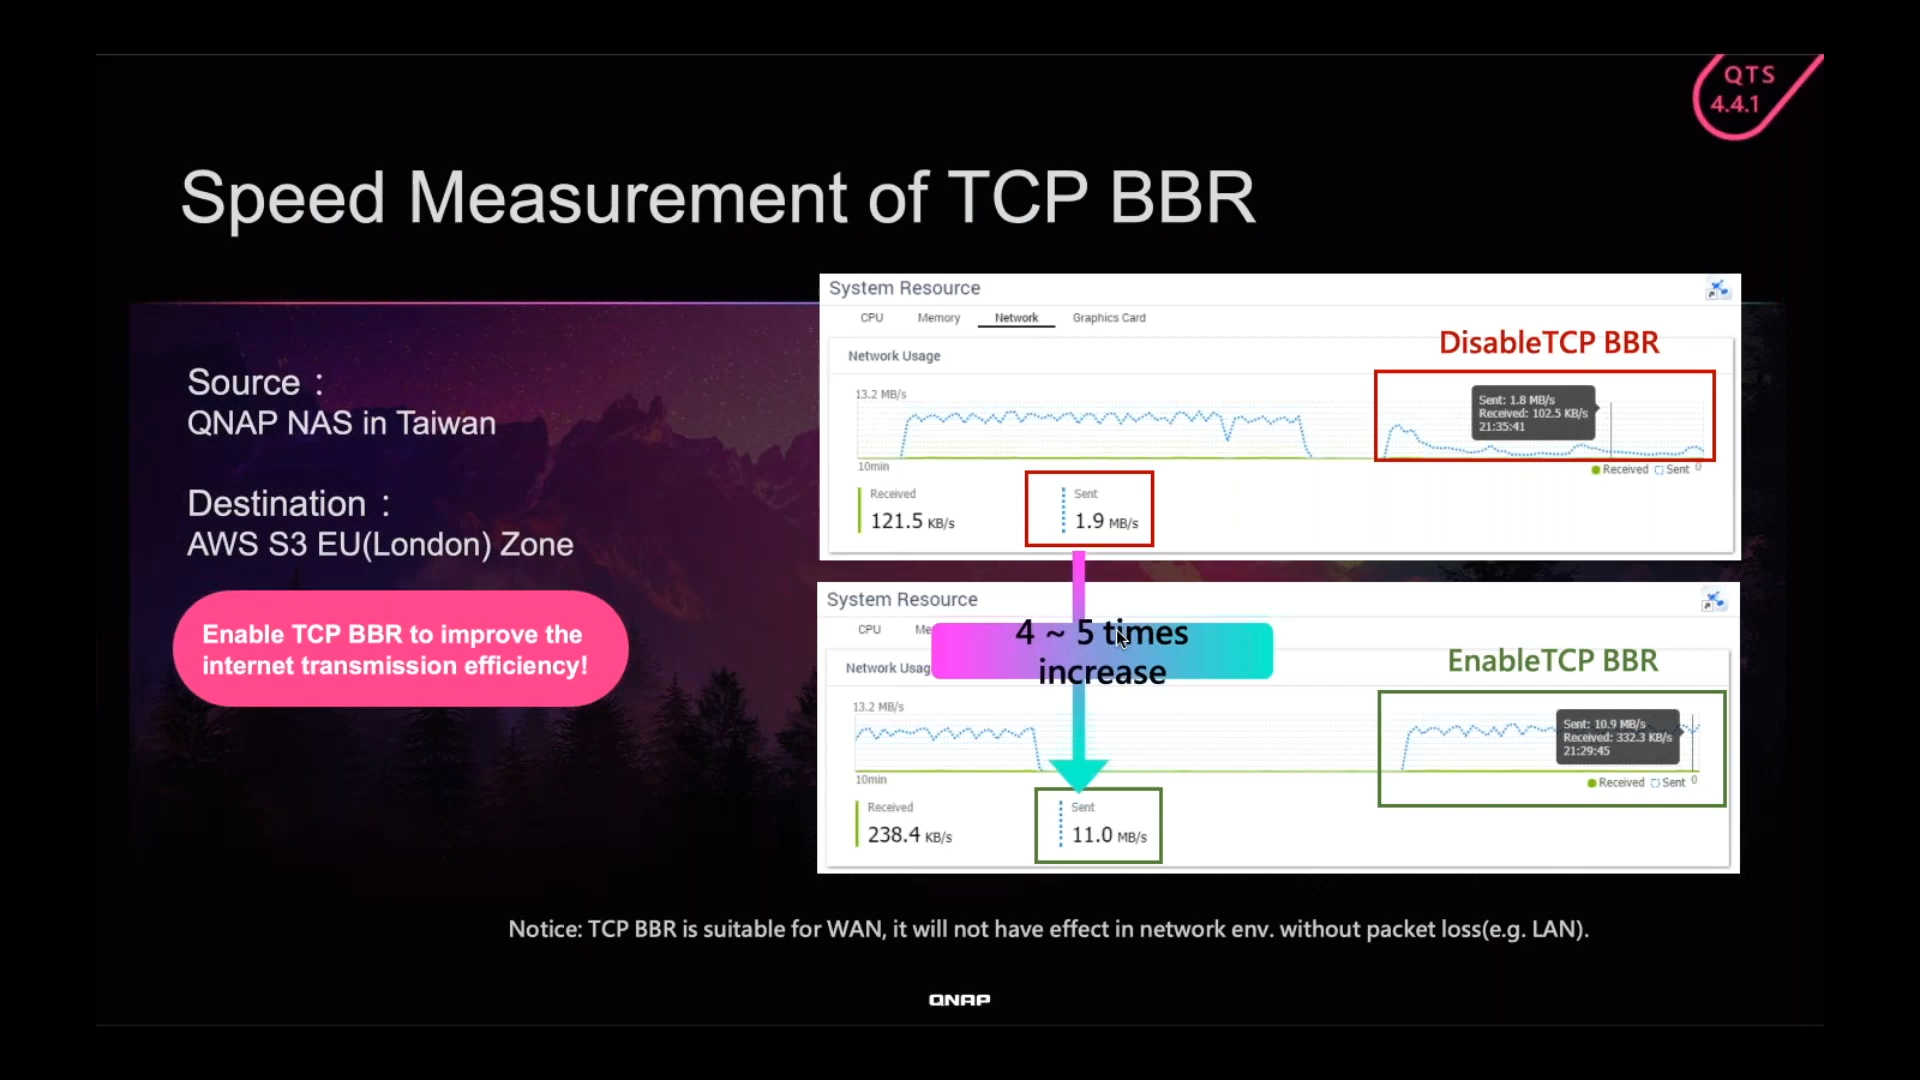 QTS
4.4.1
Speed Measurement of TCP BBR
Source：
QNAP NAS in Taiwan
Destination：
AWS S3 EU(London) Zone
Enable TCP BBR to improve the
internet transmission efficiency!
System Resource
CPU Memory Network Graphics Card
DisableTCP BBR
Network Usage
13.2 MB/s
Sent: 1.8 MB/s
Received: 102.5 KB/s
21:35:41
10min
Received Sent 0
Received Sent
121.5 KB/s 1.9 MB/s
System Resource
CPU
4 ~ 5 times
increase
EnableTCP BBR
Network
13.2 MB/s
Sent: 10.9 MB/s
Received: 332.3 KB/s
21:29:45
10min
Received Sent 0
Received Sent
238.4 KB/s 11.0 MB/s
Notice: TCP BBR is suitable for WAN, it will not have effect in network env. without packet loss(e.g. LAN).
QNAP